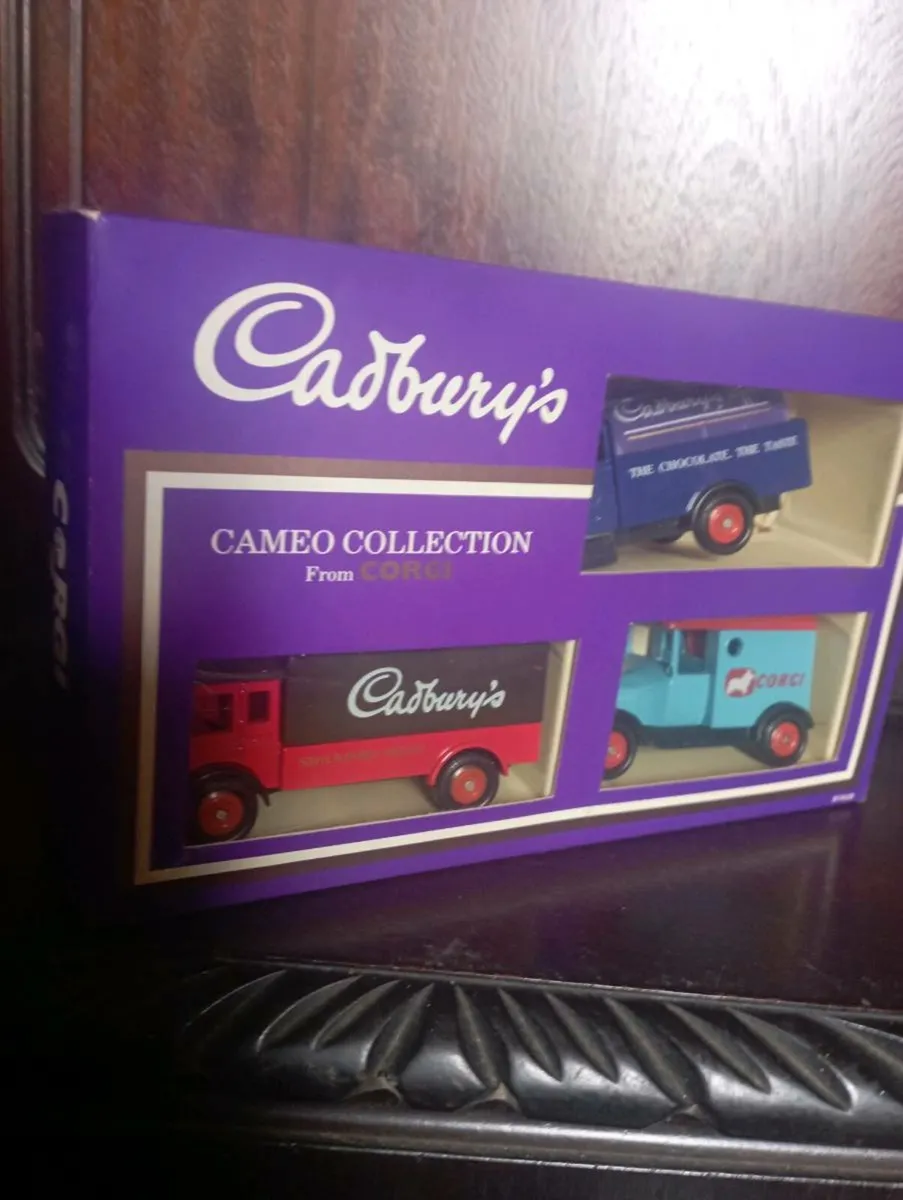 Cadbury's
CORGI
CAMEO COLLECTION
From CORGI
Cadbury's
THE CHOCOLATE. THE TASTE
Cadbury's
CORGI